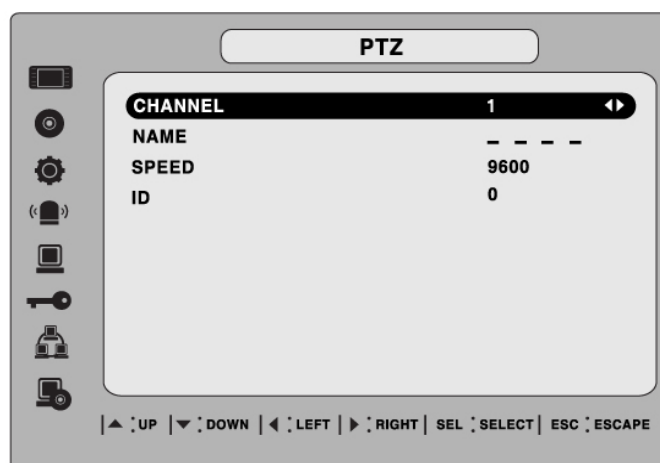 PTZ
CHANNEL 1
NAME _ _ _ _
SPEED 9600
ID 0
UP DOWN LEFT RIGHT SEL : SELECT ESC : ESCAPE